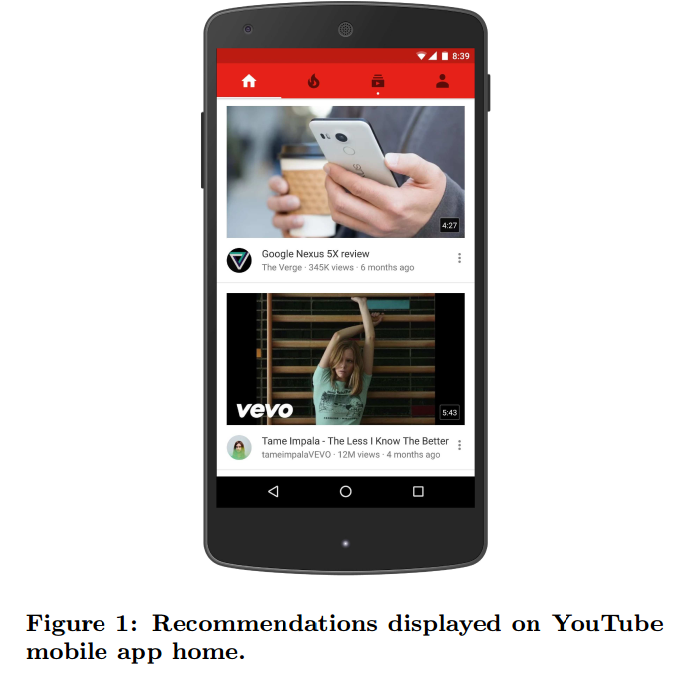 8:39
4:27
Google Nexus 5X review
The Verge · 345K views · 6 months ago
vevo
5:43
Tame Impala - The Less I Know The Better
tameimpalaVEVO · 12M views · 4 months ago
Figure 1: Recommendations displayed on YouTube
mobile app home.